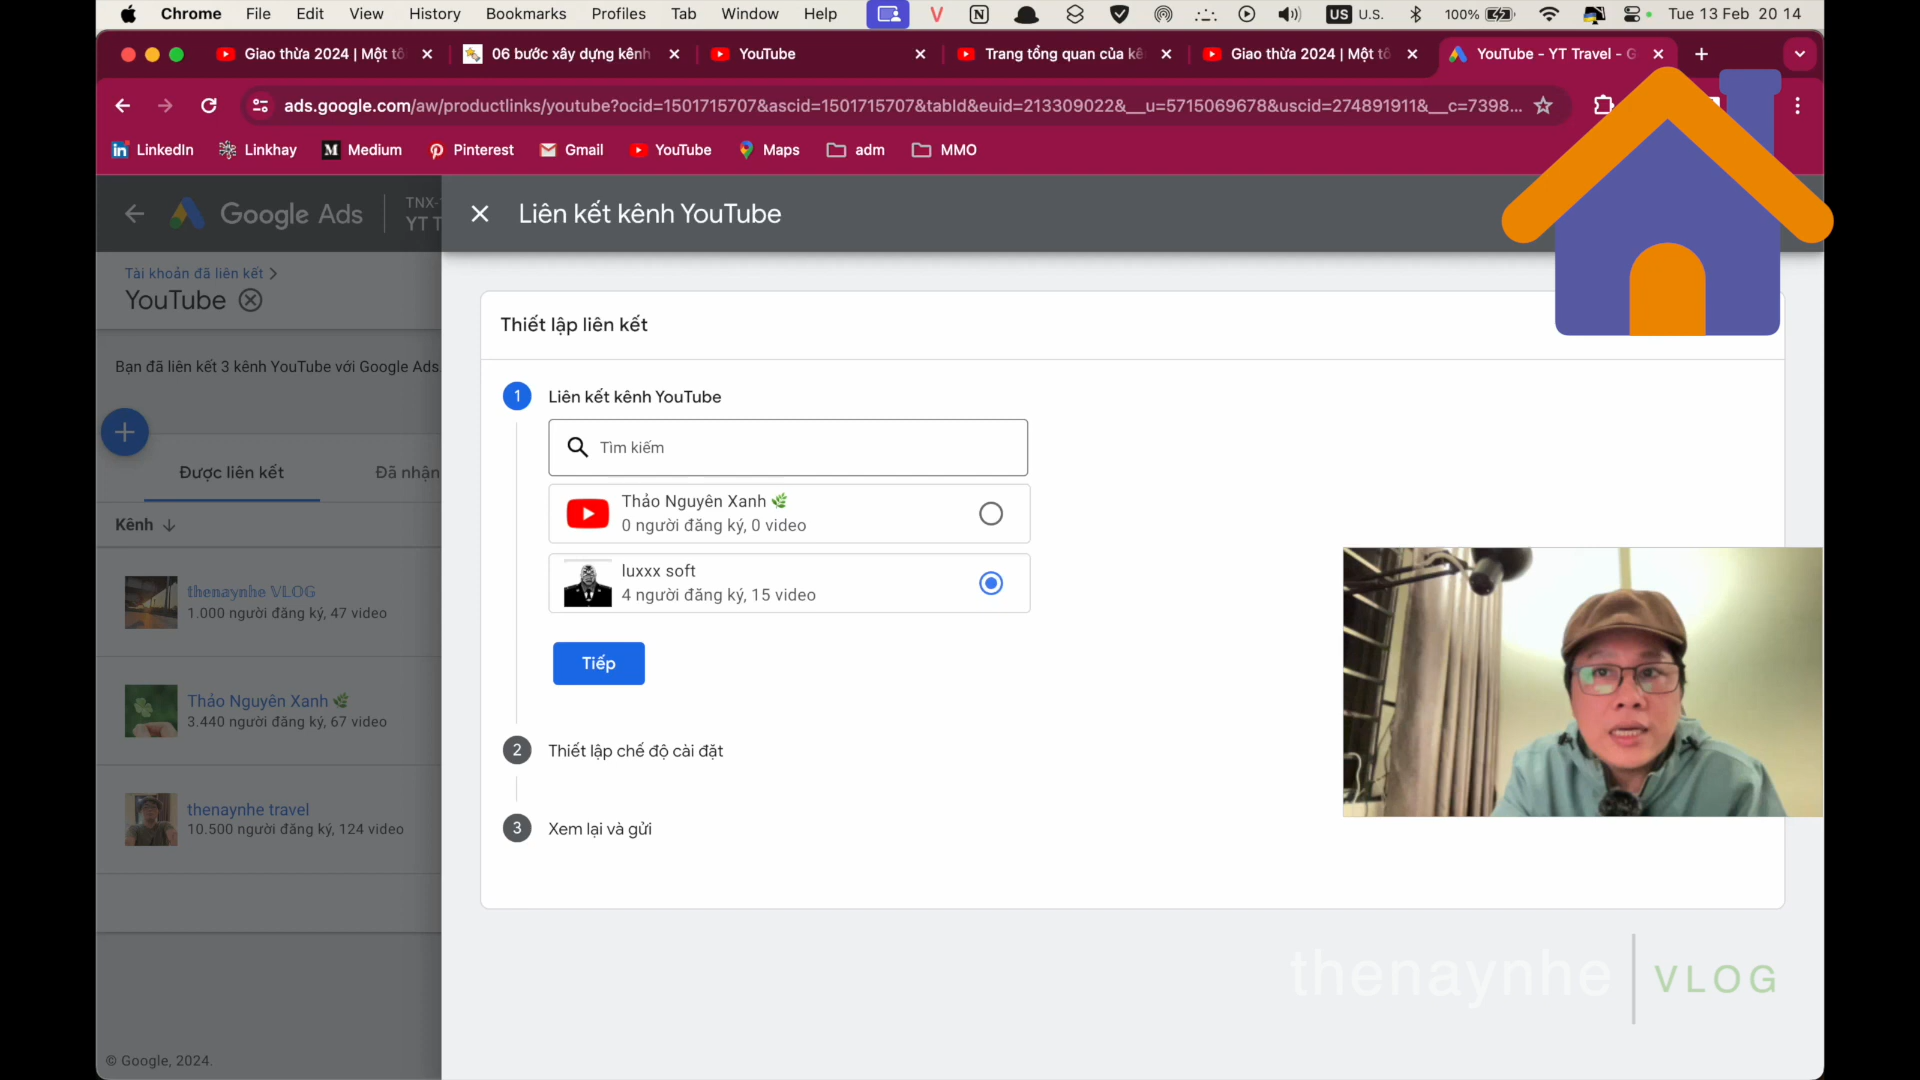 Chrome File Edit View History Bookmarks Profiles Tab Window Help US U.S. 100% Tue 13 Feb 20 14
Giao thừa 2024 | Một tô 06 bước xây dựng kênh YouTube Trang tổng quan của kê Giao thừa 2024 | Một tô YouTube - YT Travel - G
ads.google.com/aw/productlinks/youtube?ocid=1501715707&ascid=1501715707&tabId&euid=213309022&__u=5715069678&uscid=274891911&__c=7398...
LinkedIn Linkhay Medium Pinterest Gmail YouTube Maps adm MMO
Google Ads
TNX-
YT T
Liên kết kênh YouTube
Tài khoản đã liên kết
YouTube
Bạn đã liên kết 3 kênh YouTube với Google Ads
Được liên kết Đã nhận
Kênh
thenaynhe VLOG
1.000 người đăng ký, 47 video
Thảo Nguyên Xanh
3.440 người đăng ký, 67 video
thenaynhe travel
10.500 người đăng ký, 124 video
© Google, 2024.
Thiết lập liên kết
1 Liên kết kênh YouTube
Tìm kiếm
Thảo Nguyên Xanh
0 người đăng ký, 0 video
luxxx soft
4 người đăng ký, 15 video
Tiếp
2 Thiết lập chế độ cài đặt
3 Xem lại và gửi
thenaynhe VLOG